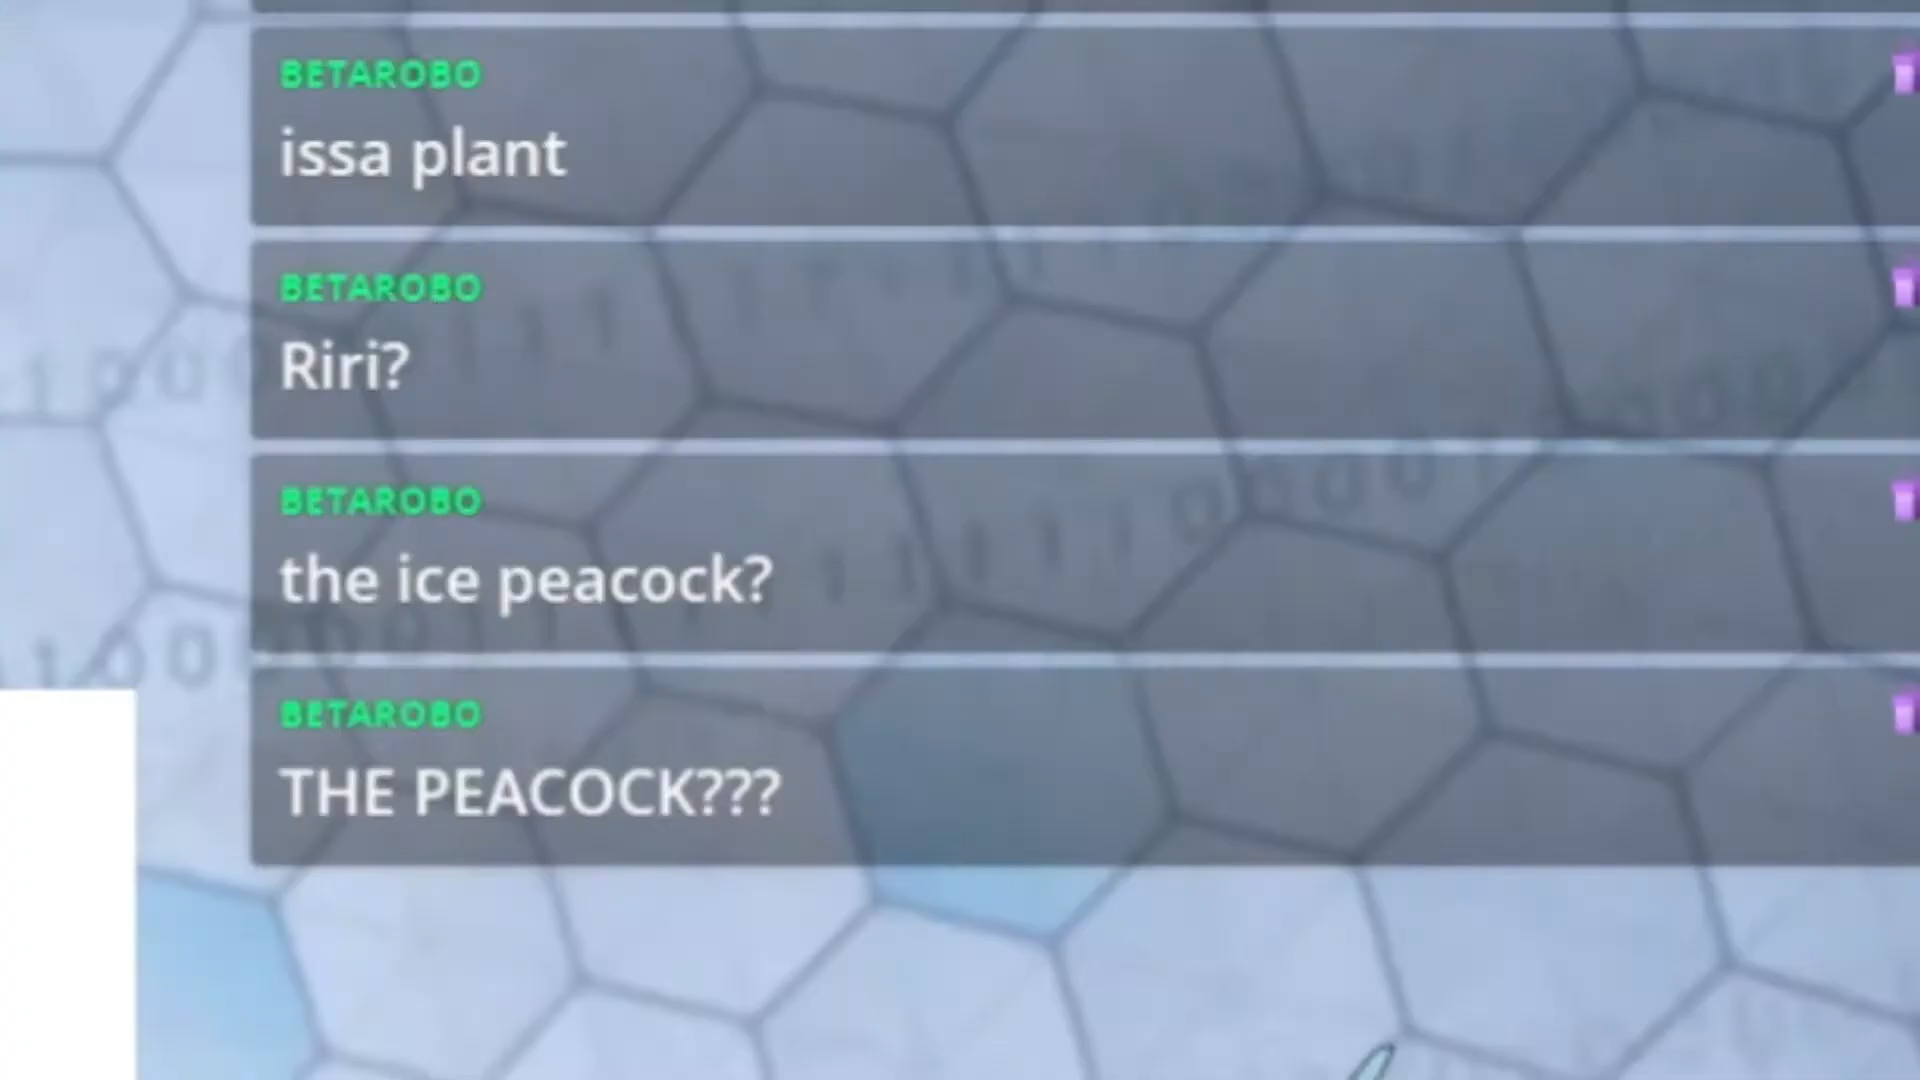 BETAROBO
issa plant
BETAROBO
Riri?
BETAROBO
the ice peacock?
BETAROBO
THE PEACOCK???